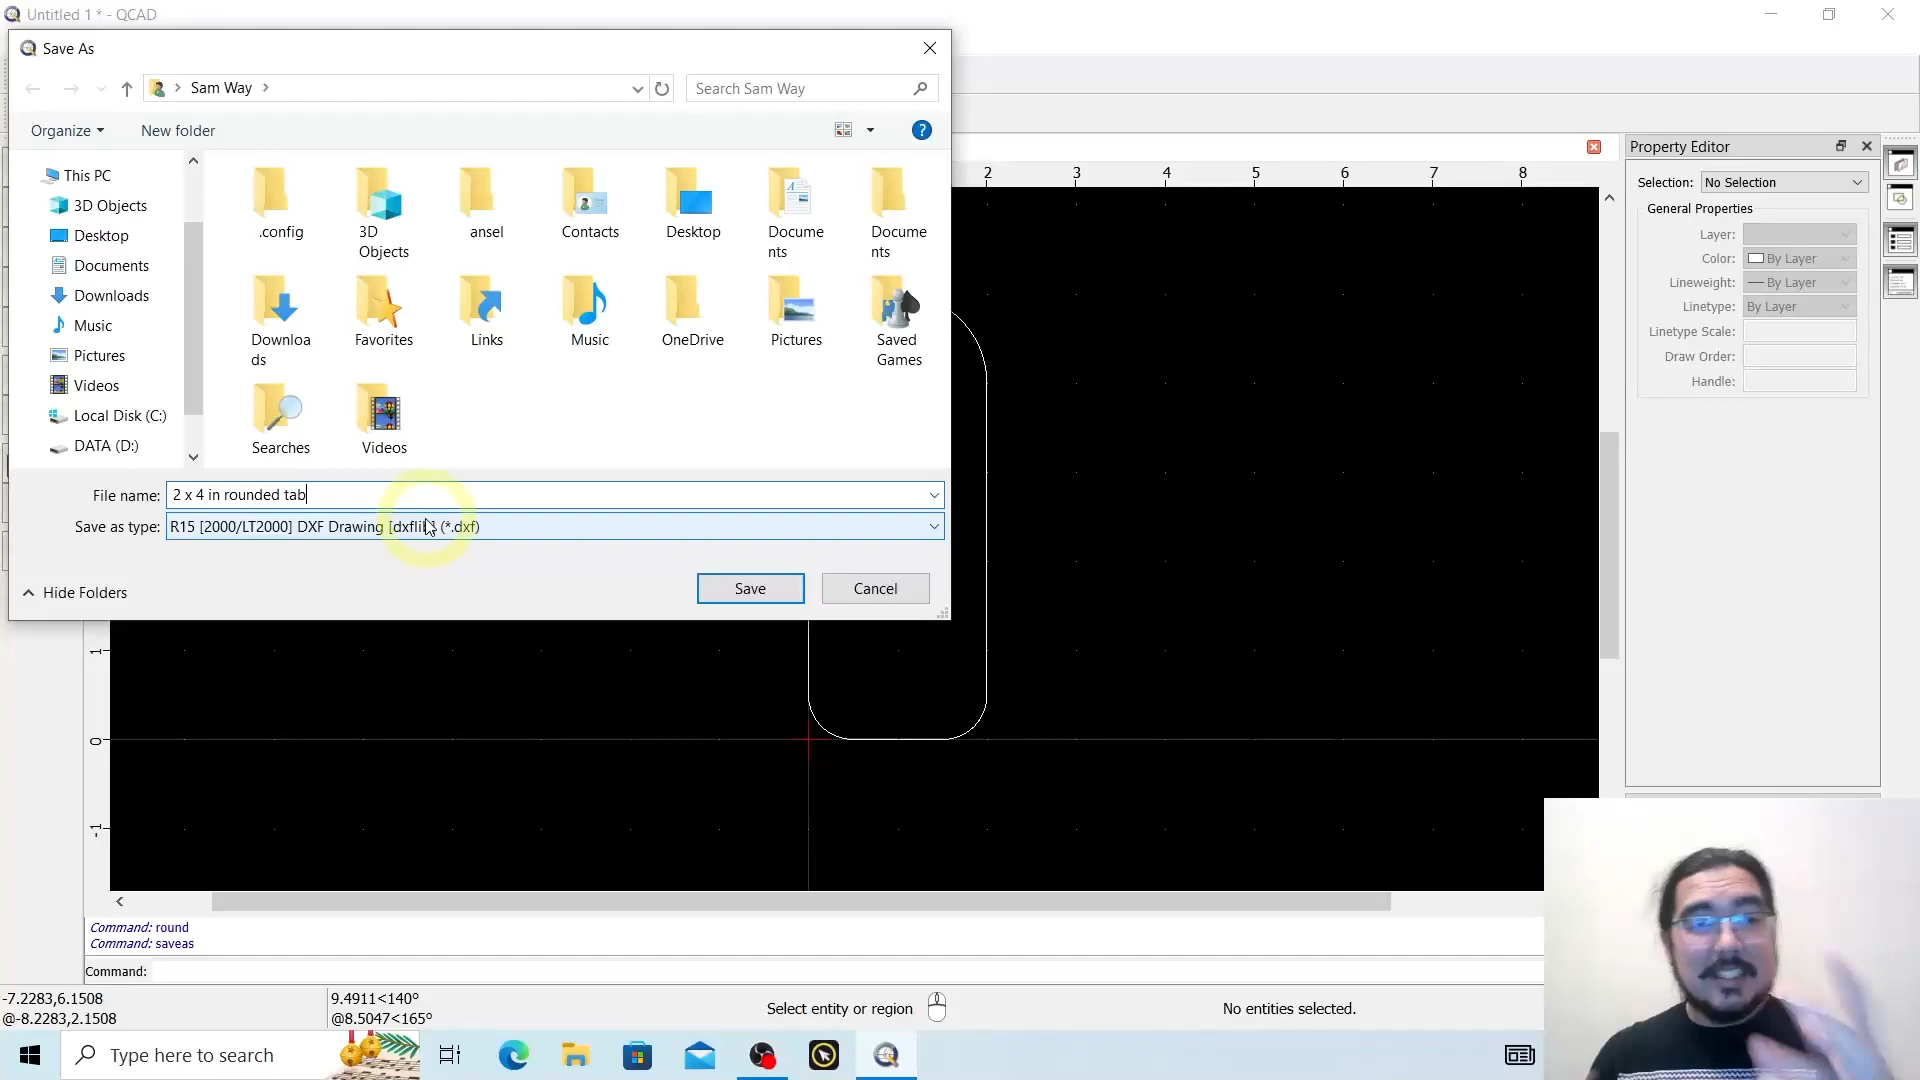 Untitled 1 * - QCAD
Save As
Sam Way
Search Sam Way
Organize
New folder
This PC
3D Objects
Desktop
Documents
Downloads
Music
Pictures
Videos
Local Disk (C:)
DATA (D:)
.config
3D
Objects
ansel
Contacts
Desktop
Docume
nts
Docume
nts
Downloa
ds
Favorites
Links
Music
OneDrive
Pictures
Saved
Games
Searches
Videos
File name: 2 x 4 in rounded tab
Save as type: R15 [2000/LT2000] DXF Drawing [dxflib] (*.dxf)
Hide Folders
Save
Cancel
2 3 4 5 6 7 8
1
0
-1
Property Editor
Selection: No Selection
General Properties
Layer:
Color: By Layer
Lineweight: By Layer
Linetype: By Layer
Linetype Scale:
Draw Order:
Handle:
Command: round
Command: saveas
Command:
-7.2283,6.1508
@-8.2283,2.1508
9.4911<140°
@8.5047<165°
Select entity or region
No entities selected.
Type here to search